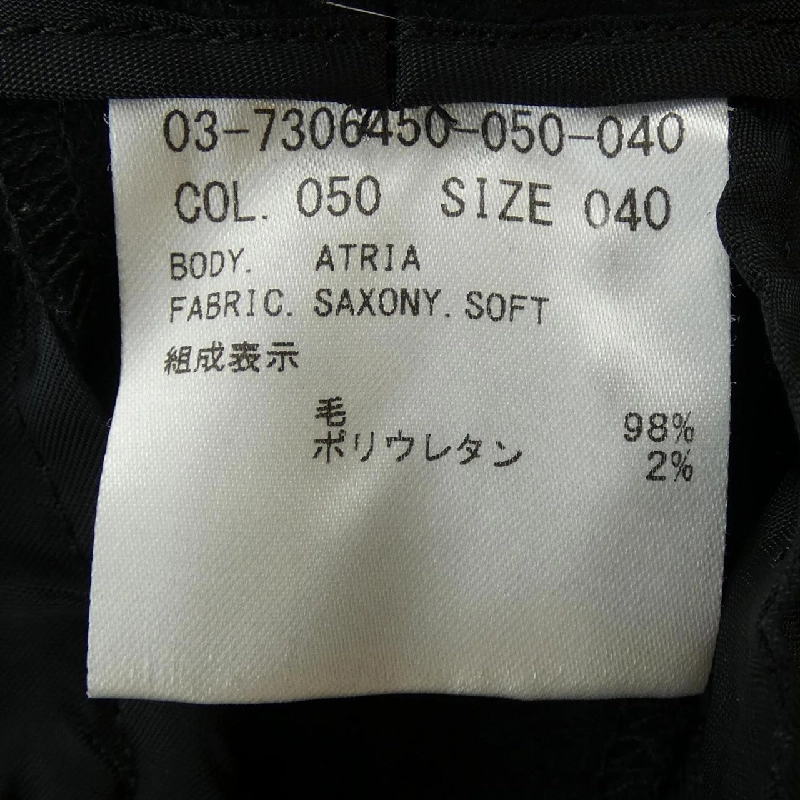 03-7306450-050-040
COL. 050 SIZE 040
BODY. ATRIA
FABRIC. SAXONY. SOFT
組成表示
毛 98%
ポリウレタン 2%